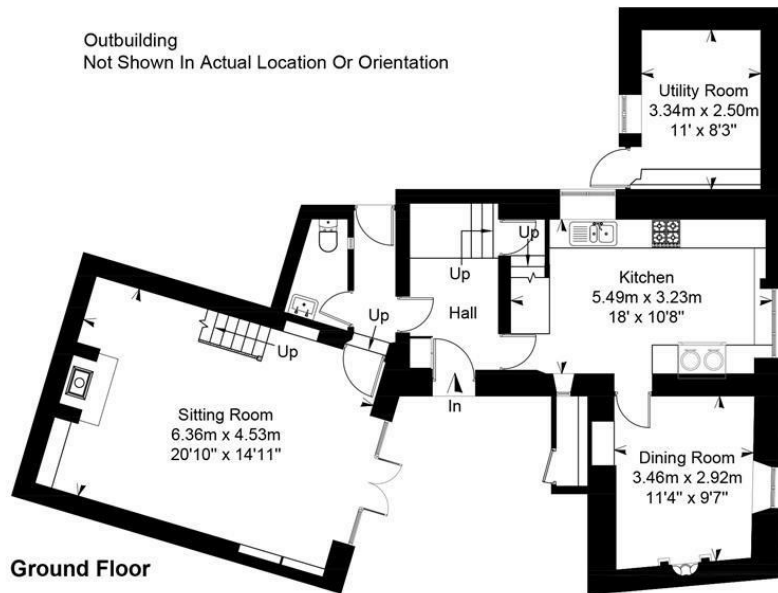 Outbuilding
Not Shown In Actual Location Or Orientation
Utility Room
3.34m x 2.50m
11' x 8'3"
Up
Up
Kitchen
5.49m x 3.23m
18' x 10'8"
Hall
Up
Up
In
Sitting Room
6.36m x 4.53m
20'10" x 14'11"
Dining Room
3.46m x 2.92m
11'4" x 9'7"
Ground Floor